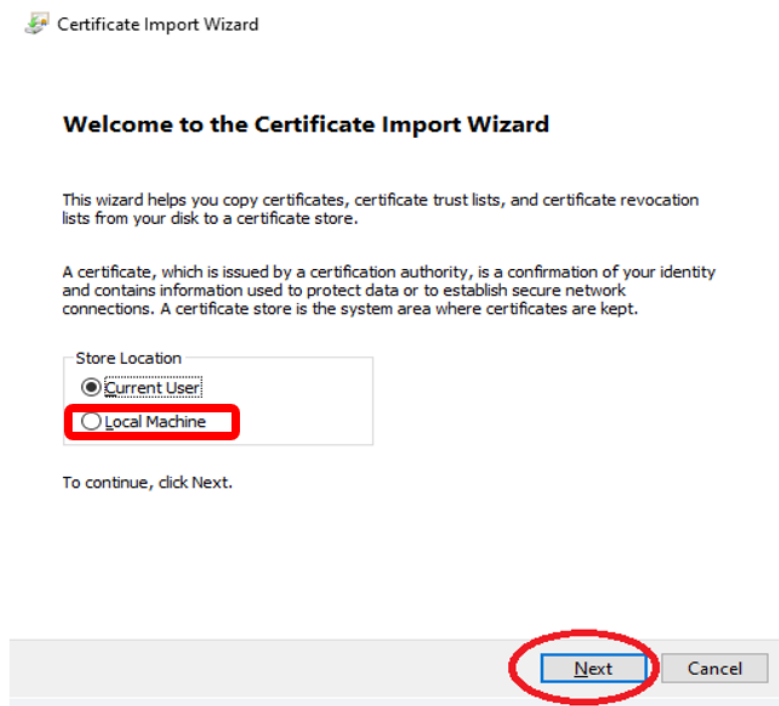 Certificate Import Wizard
Welcome to the Certificate Import Wizard
This wizard helps you copy certificates, certificate trust lists, and certificate revocation
lists from your disk to a certificate store.
A certificate, which is issued by a certification authority, is a confirmation of your identity
and contains information used to protect data or to establish secure network
connections. A certificate store is the system area where certificates are kept.
Store Location
Current User
Local Machine
To continue, click Next.
Next Cancel